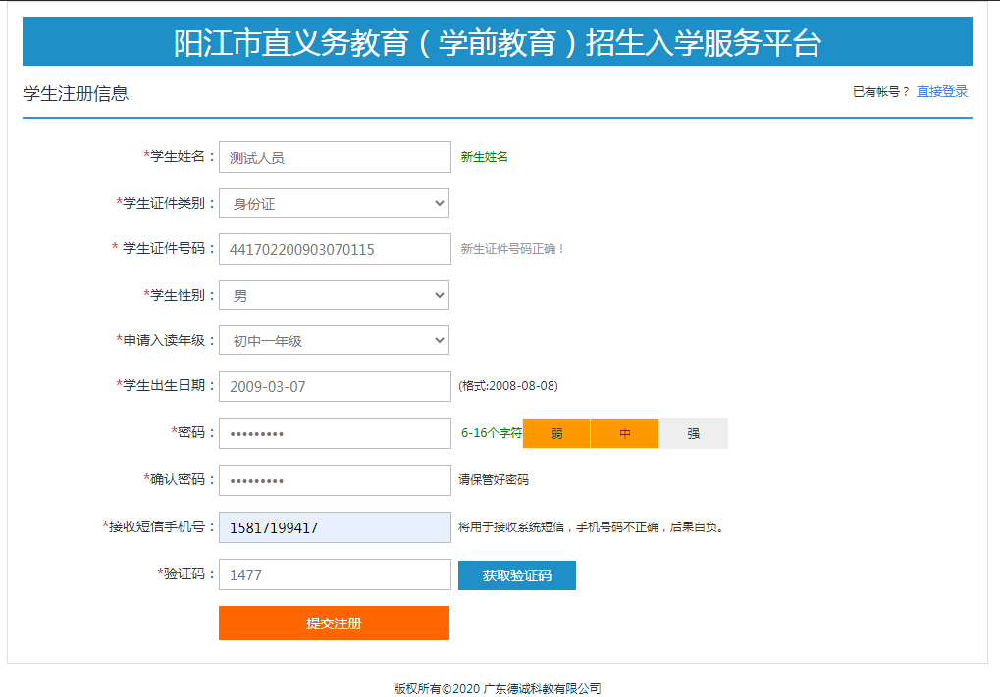 阳江市直义务教育（学前教育）招生入学服务平台
学生注册信息 已有帐号？ 直接登录
*学生姓名： 测试人员 新生姓名
*学生证件类别： 身份证
* 学生证件号码： 441702200903070115 新生证件号码正确！
*学生性别： 男
*申请入读年级： 初中一年级
*学生出生日期： 2009-03-07 (格式:2008-08-08)
*密码： ••••••••• 6-16个字符 弱 中 强
*确认密码： ••••••••• 请保管好密码
*接收短信手机号： 15817199417 将用于接收系统短信，手机号码不正确，后果自负。
*验证码： 1477 获取验证码
提交注册
版权所有©2020 广东德诚科教有限公司